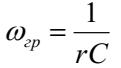 ω_гр = 1/(rC)